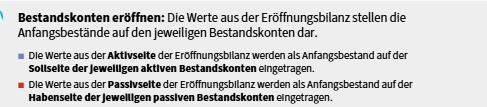 Bestandskonten eröffnen: Die Werte aus der Eröffnungsbilanz stellen die
Anfangsbestände auf den jeweiligen Bestandskonten dar.
■ Die Werte aus der Aktivseite der Eröffnungsbilanz werden als Anfangsbestand auf der
Sollseite der jeweiligen aktiven Bestandskonten eingetragen.
■ Die Werte aus der Passivseite der Eröffnungsbilanz werden als Anfangsbestand auf der
Habenseite der jeweiligen passiven Bestandskonten eingetragen.